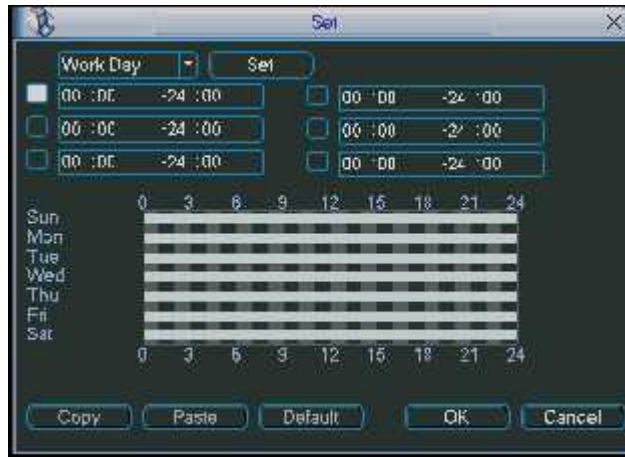 Set
Work Day Set
00 :00 -24 :00 00 :00 -24 :00
00 :00 -24 :00 00 :00 -24 :00
00 :00 -24 :00 00 :00 -24 :00
0 3 6 9 12 15 18 21 24
Sun
Mon
Tue
Wed
Thu
Fri
Sat
0 3 6 9 12 15 18 21 24
Copy Paste Default OK Cancel